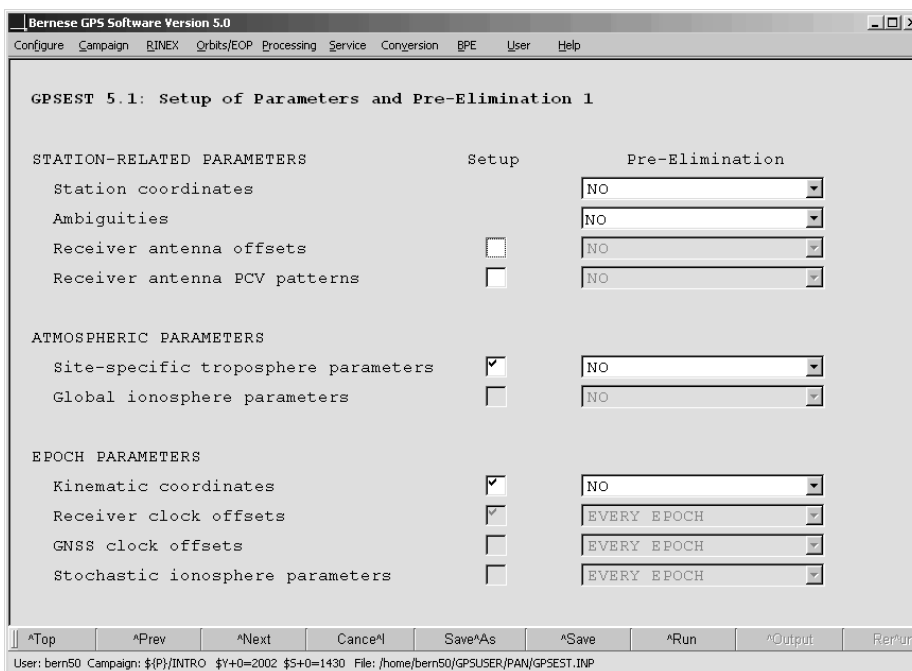 Bernese GPS Software Version 5.0
Configure Campaign RINEX Orbits/EOP Processing Service Conversion BPE User Help
GPSEST 5.1: Setup of Parameters and Pre-Elimination 1
STATION-RELATED PARAMETERS Setup Pre-Elimination
Station coordinates NO
Ambiguities NO
Receiver antenna offsets NO
Receiver antenna PCV patterns NO
ATMOSPHERIC PARAMETERS
Site-specific troposphere parameters NO
Global ionosphere parameters NO
EPOCH PARAMETERS
Kinematic coordinates NO
Receiver clock offsets EVERY EPOCH
GNSS clock offsets EVERY EPOCH
Stochastic ionosphere parameters EVERY EPOCH
^Top ^Prev ^Next Cance^l Save^As ^Save ^Run ^Output Rer^un
User: bern50 Campaign: ${P}/INTRO $Y+0=2002 $S+0=1430 File: /home/bern50/GPSUSER/PAN/GPSEST.INP